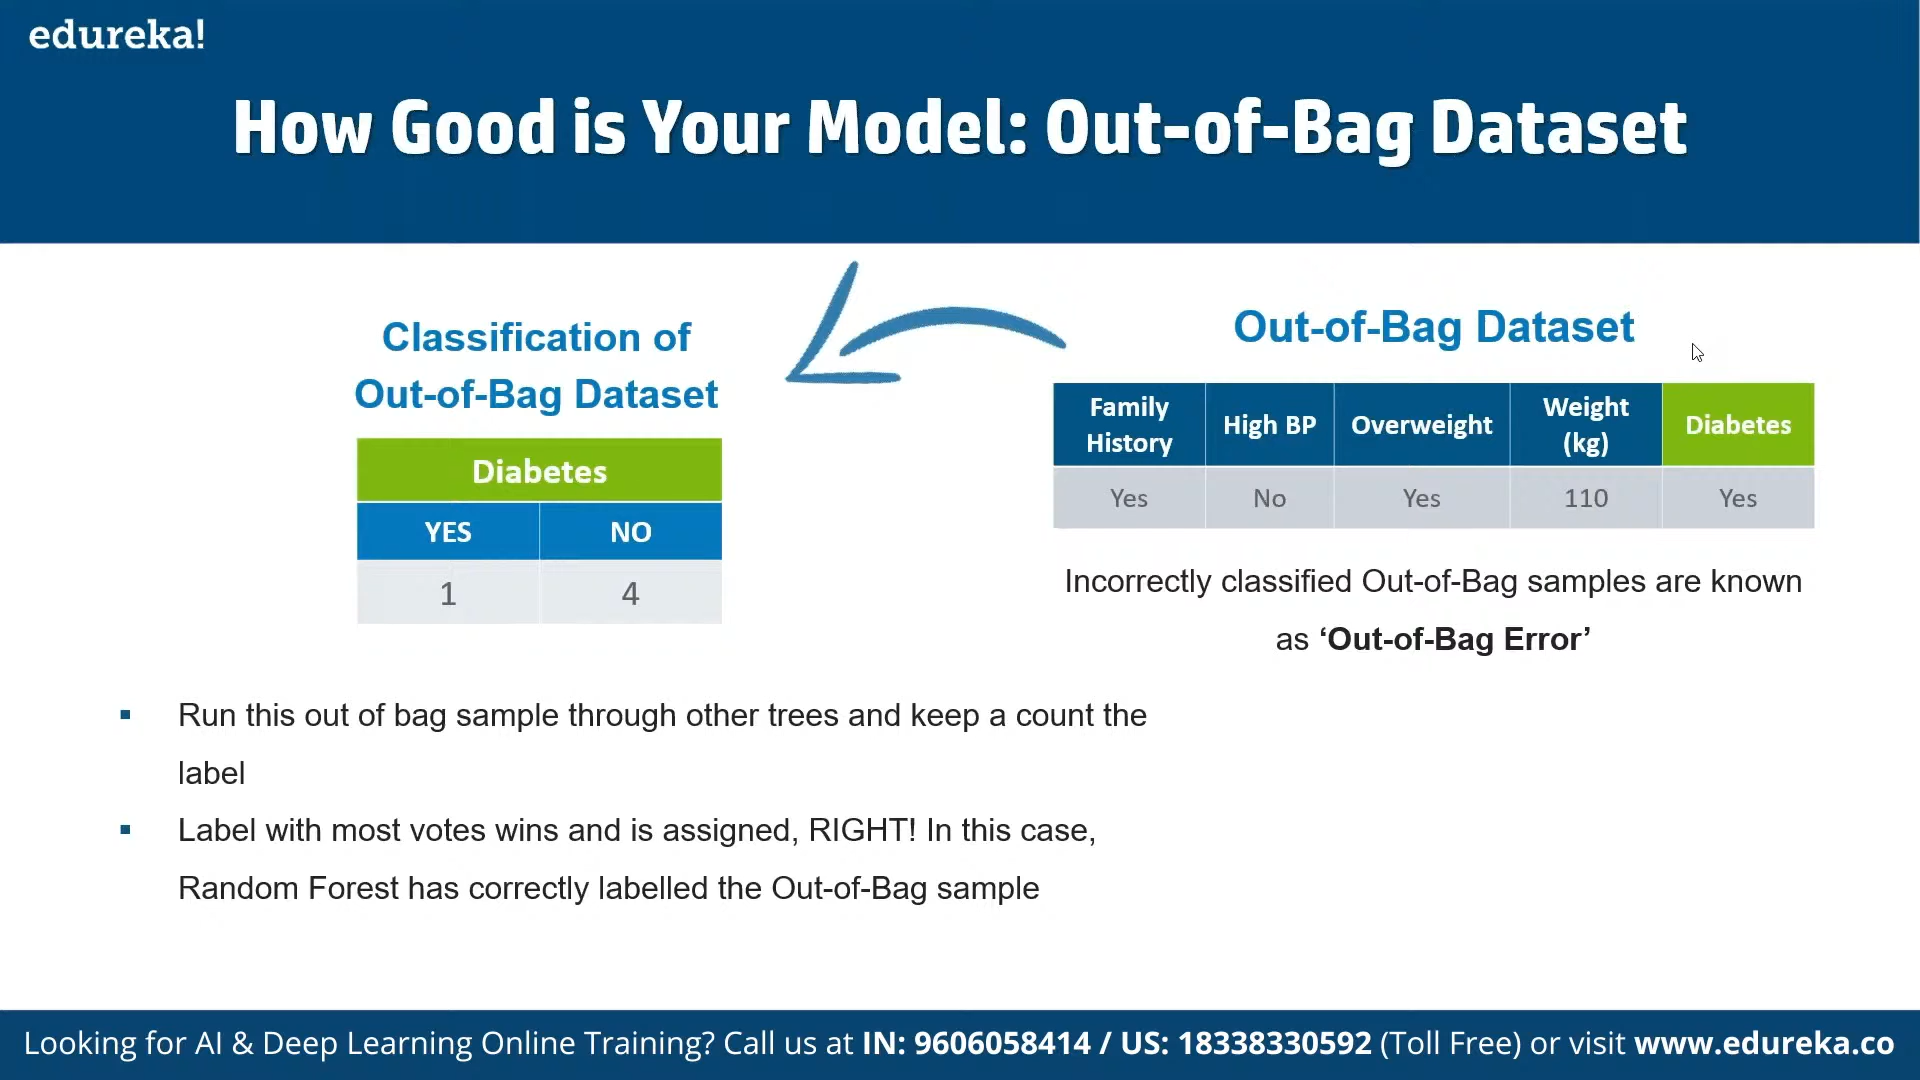 edureka!
How Good is Your Model: Out-of-Bag Dataset
Classification of
Out-of-Bag Dataset
Diabetes
YES NO
1 4
Out-of-Bag Dataset
Family History High BP Overweight Weight (kg) Diabetes
Yes No Yes 110 Yes
Incorrectly classified Out-of-Bag samples are known
as ‘Out-of-Bag Error’
▪ Run this out of bag sample through other trees and keep a count the
label
▪ Label with most votes wins and is assigned, RIGHT! In this case,
Random Forest has correctly labelled the Out-of-Bag sample
Looking for AI & Deep Learning Online Training? Call us at IN: 9606058414 / US: 18338330592 (Toll Free) or visit www.edureka.co